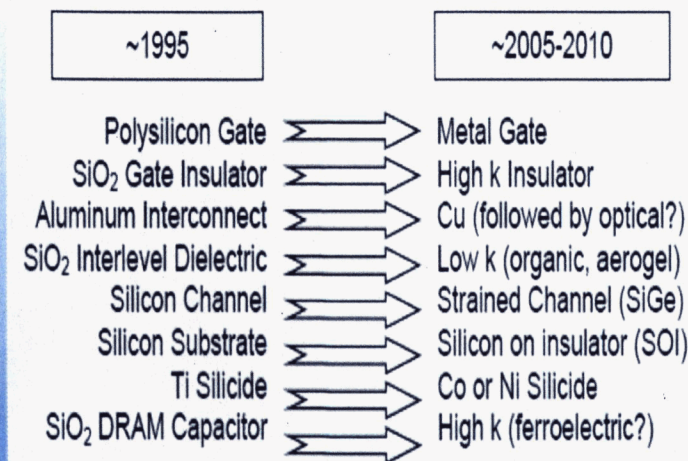 ~1995 ~2005-2010
Polysilicon Gate Metal Gate
SiO₂ Gate Insulator High k Insulator
Aluminum Interconnect Cu (followed by optical?)
SiO₂ Interlevel Dielectric Low k (organic, aerogel)
Silicon Channel Strained Channel (SiGe)
Silicon Substrate Silicon on insulator (SOI)
Ti Silicide Co or Ni Silicide
SiO₂ DRAM Capacitor High k (ferroelectric?)